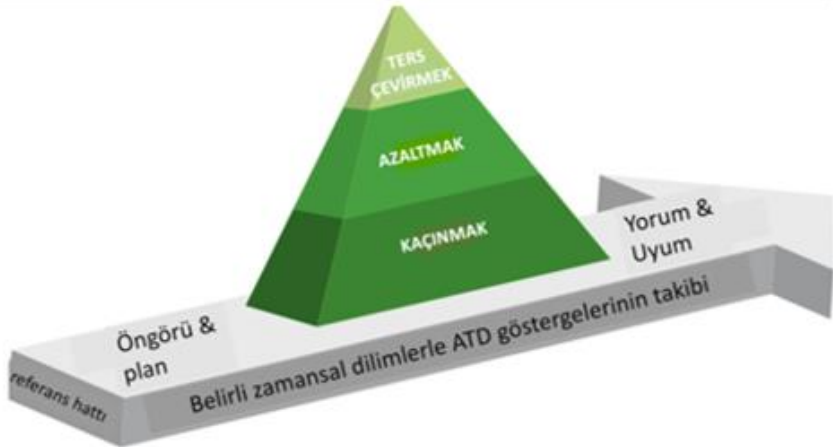 TERS
ÇEVİRMEK
AZALTMAK
KAÇINMAK
Yorum &
Uyum
Öngörü &
plan
Belirli zamansal dilimlerle ATD göstergelerinin takibi
referans hattı